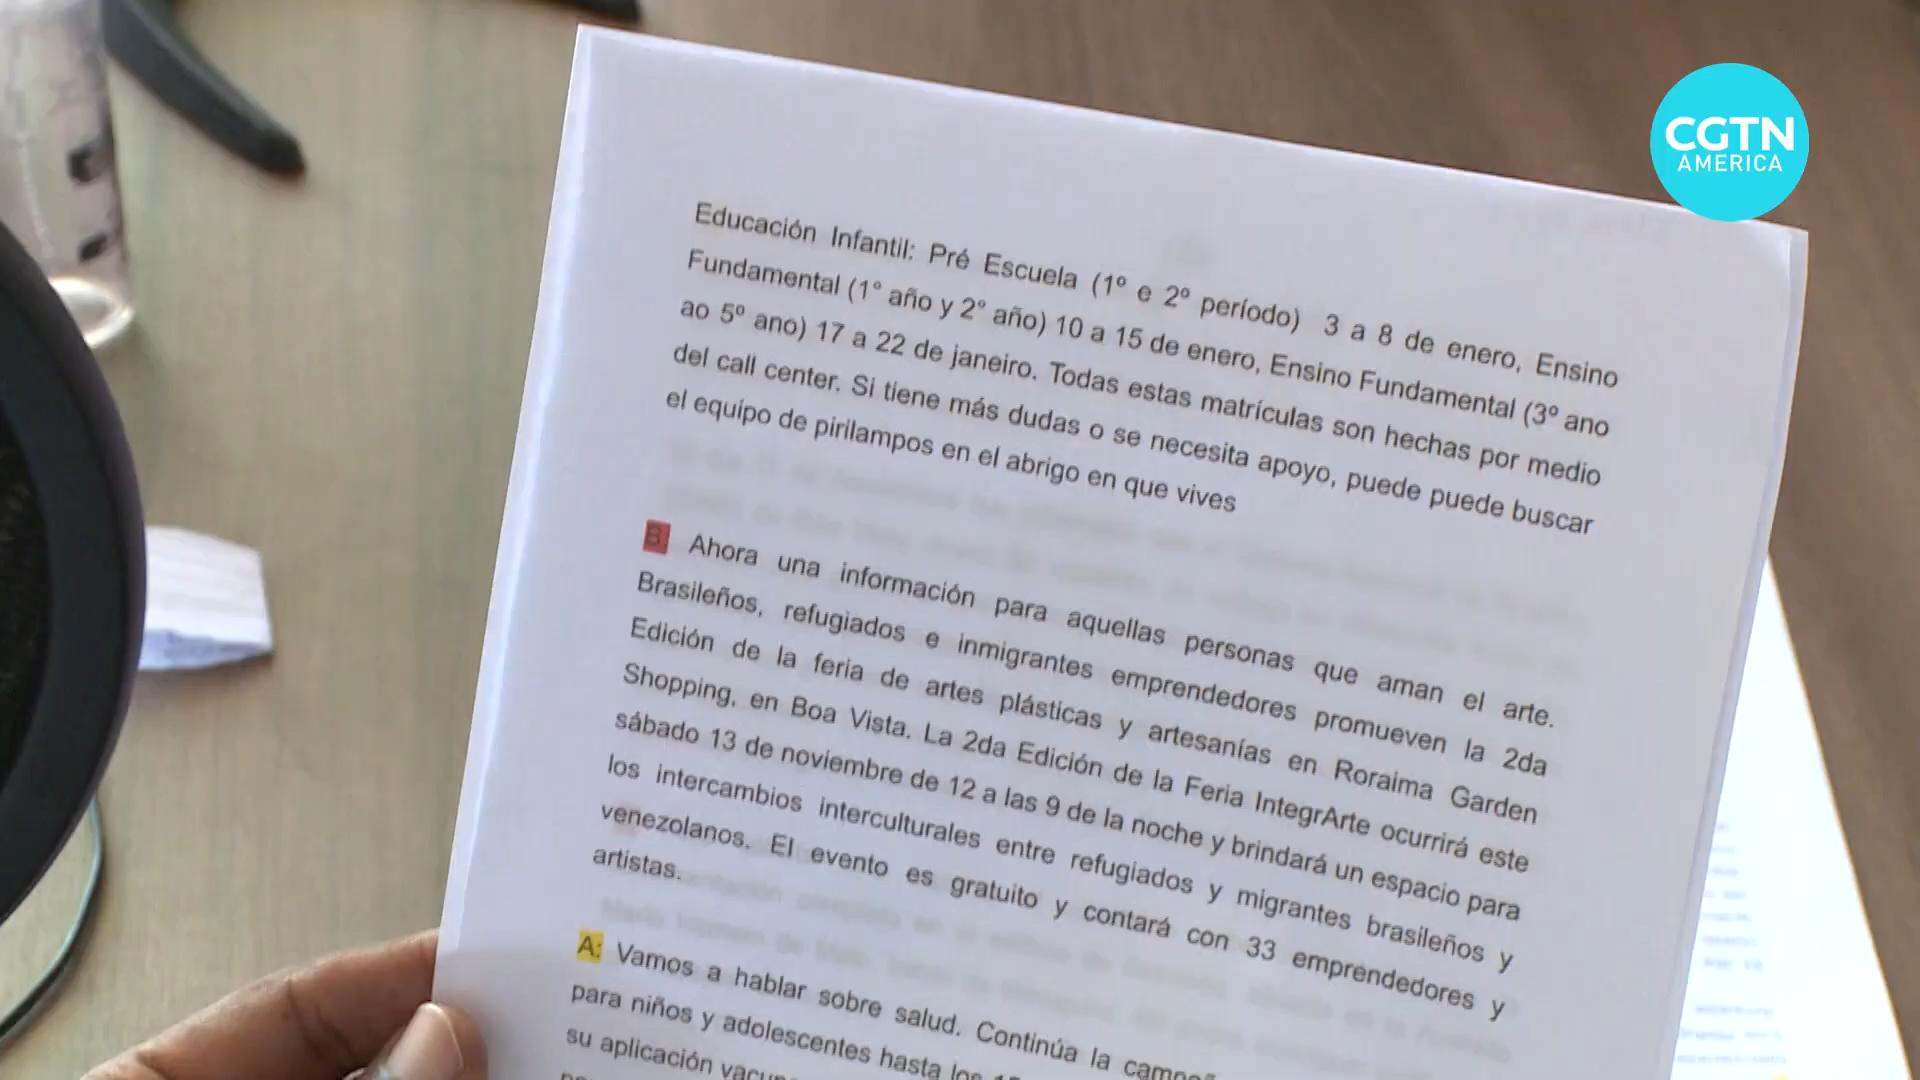 CGTN
AMERICA
Educación Infantil: Pré Escuela (1º e 2º período) 3 a 8 de enero, Ensino
Fundamental (1° año y 2° año) 10 a 15 de enero, Ensino Fundamental (3º ano
ao 5º ano) 17 a 22 de janeiro. Todas estas matrículas son hechas por medio
del call center. Si tiene más dudas o se necesita apoyo, puede puede buscar
el equipo de pirilampos en el abrigo en que vives
B: Ahora una información para aquellas personas que aman el arte.
Brasileños, refugiados e inmigrantes emprendedores promueven la 2da
Edición de la feria de artes plásticas y artesanías en Roraima Garden
Shopping, en Boa Vista. La 2da Edición de la Feria IntegrArte ocurrirá este
sábado 13 de noviembre de 12 a las 9 de la noche y brindará un espacio para
los intercambios interculturales entre refugiados y migrantes brasileños y
venezolanos. El evento es gratuito y contará con 33 emprendedores y
artistas.
A: Vamos a hablar sobre salud. Continúa la
para niños y adolescentes hasta los
su aplicación